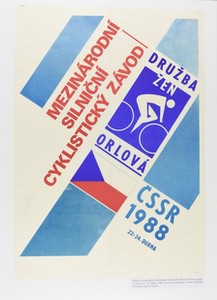 MEZINÁRODNÍ
SILNIČNÍ
CYKLISTICKÝ ZÁVOD
DRUŽBA
ŽEN
ORLOVÁ
ČSSR
1988
22.-24. DUBNA